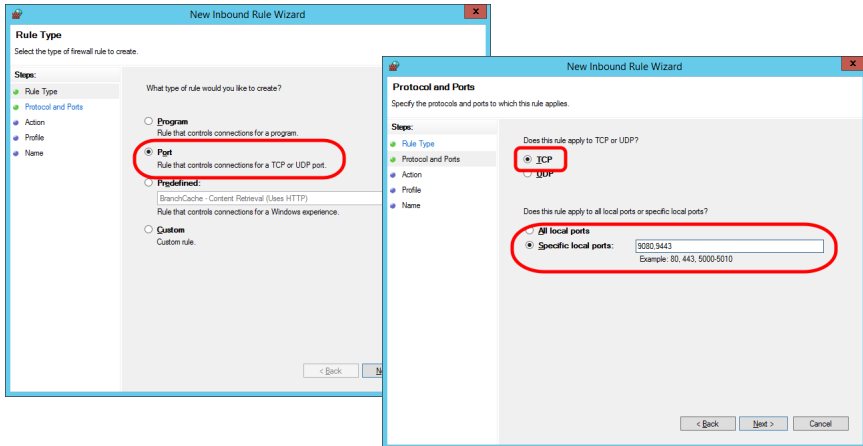 New Inbound Rule Wizard
x
Rule Type
Select the type of firewall rule to create.
Steps:
Rule Type
Protocol and Ports
Action
Profile
Name
What type of rule would you like to create?
Program
Rule that controls connections for a program.
Port
Rule that controls connections for a TCP or UDP port.
Predefined:
BranchCache - Content Retrieval (Uses HTTP)
Rule that controls connections for a Windows experience.
Custom
Custom rule.
< Back
New Inbound Rule Wizard
x
Protocol and Ports
Specify the protocols and ports to which this rule applies.
Steps:
Rule Type
Protocol and Ports
Action
Profile
Name
Does this rule apply to TCP or UDP?
TCP
UDP
Does this rule apply to all local ports or specific local ports?
All local ports
Specific local ports:
9080,9443
Example: 80, 443, 5000-5010
< Back
Next >
Cancel